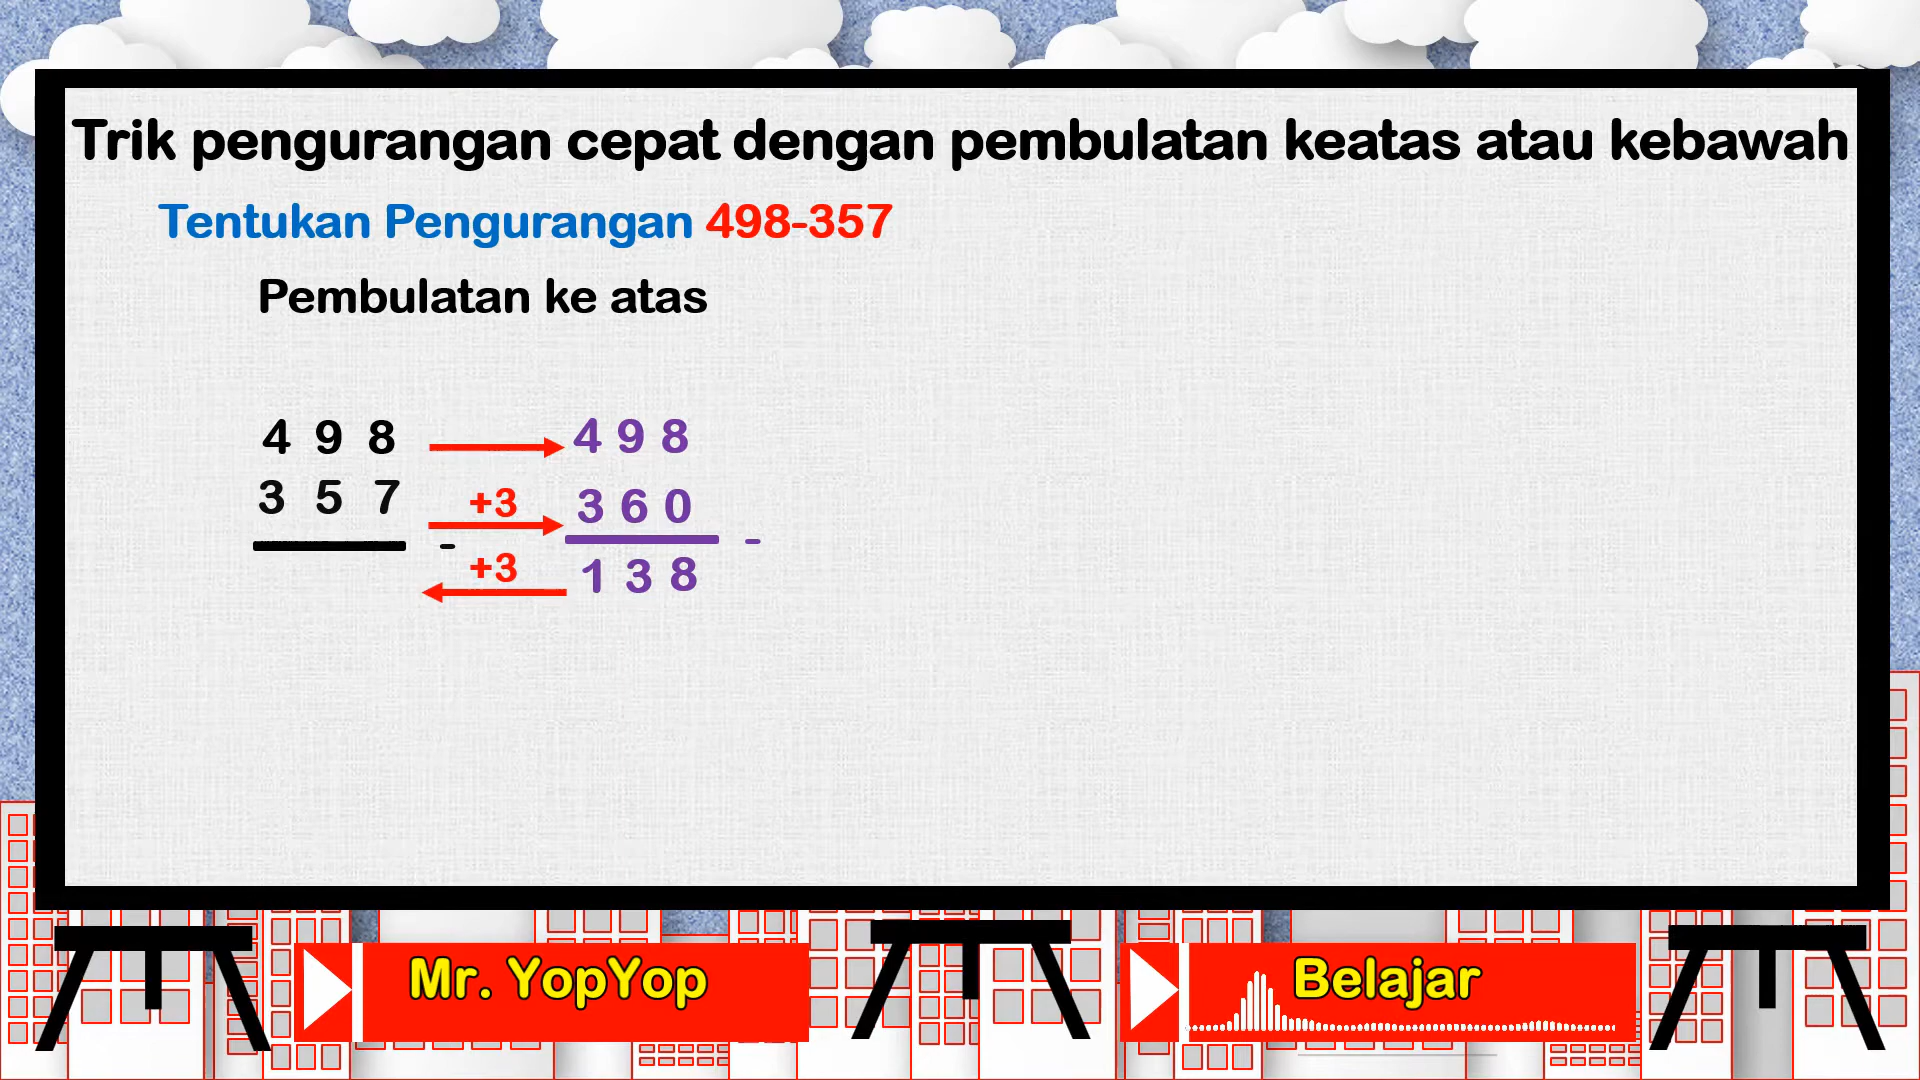 Trik pengurangan cepat dengan pembulatan keatas atau kebawah
Tentukan Pengurangan 498-357
Pembulatan ke atas
4 9 8 4 9 8
3 5 7 +3 3 6 0
- -
+3 1 3 8
Mr. YopYop
Belajar